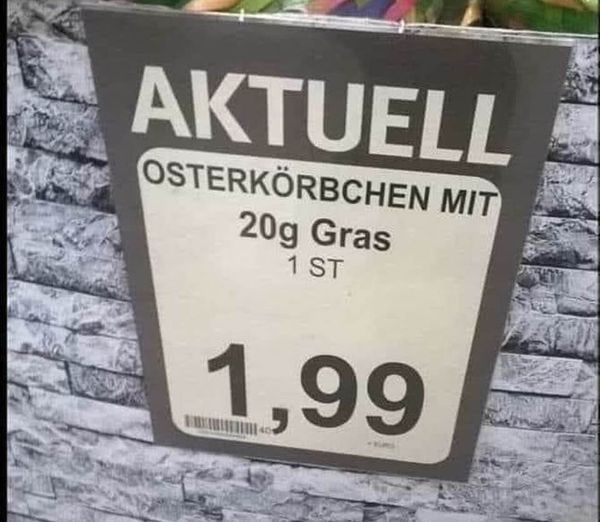 AKTUELL
OSTERKÖRBCHEN MIT
20g Gras
1 ST
1,99